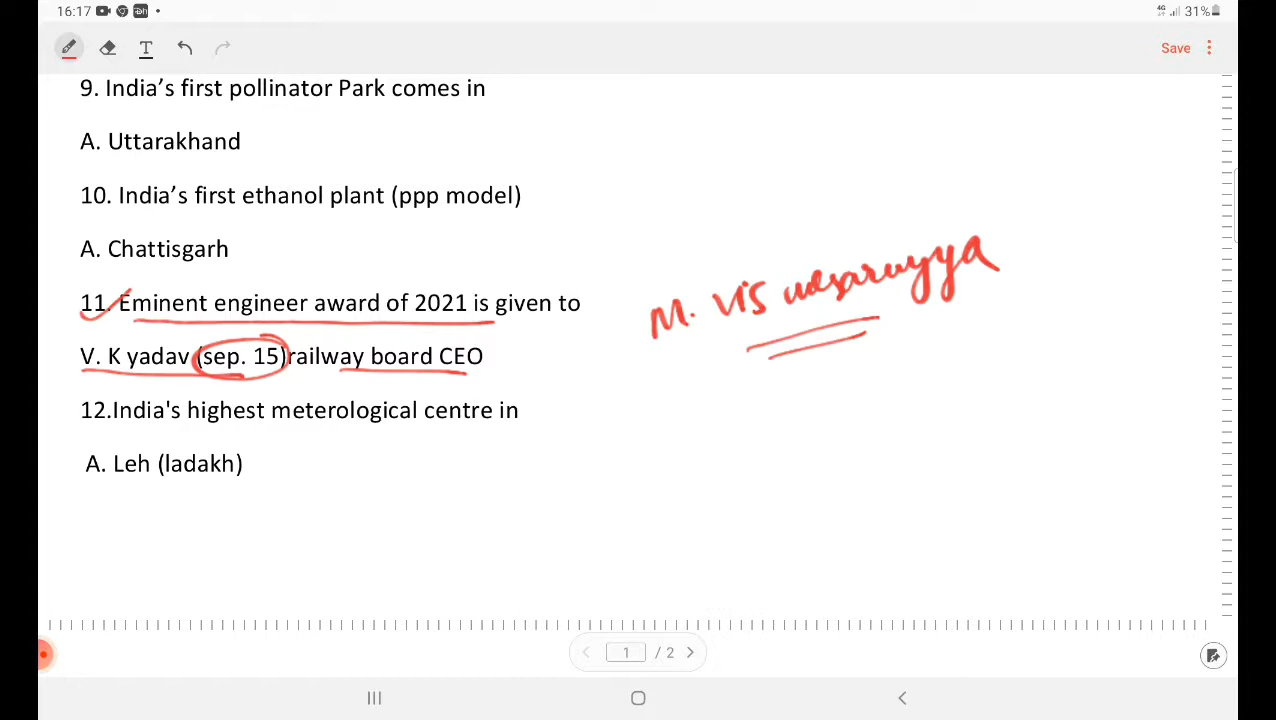 16:17
4G 31%
T Save
9. India’s first pollinator Park comes in
A. Uttarakhand
10. India’s first ethanol plant (ppp model)
A. Chattisgarh
11. Eminent engineer award of 2021 is given to
M. Vis
V. K yadav (sep. 15)railway board CEO
12.India's highest meterological centre in
A. Leh (ladakh)
1 / 2